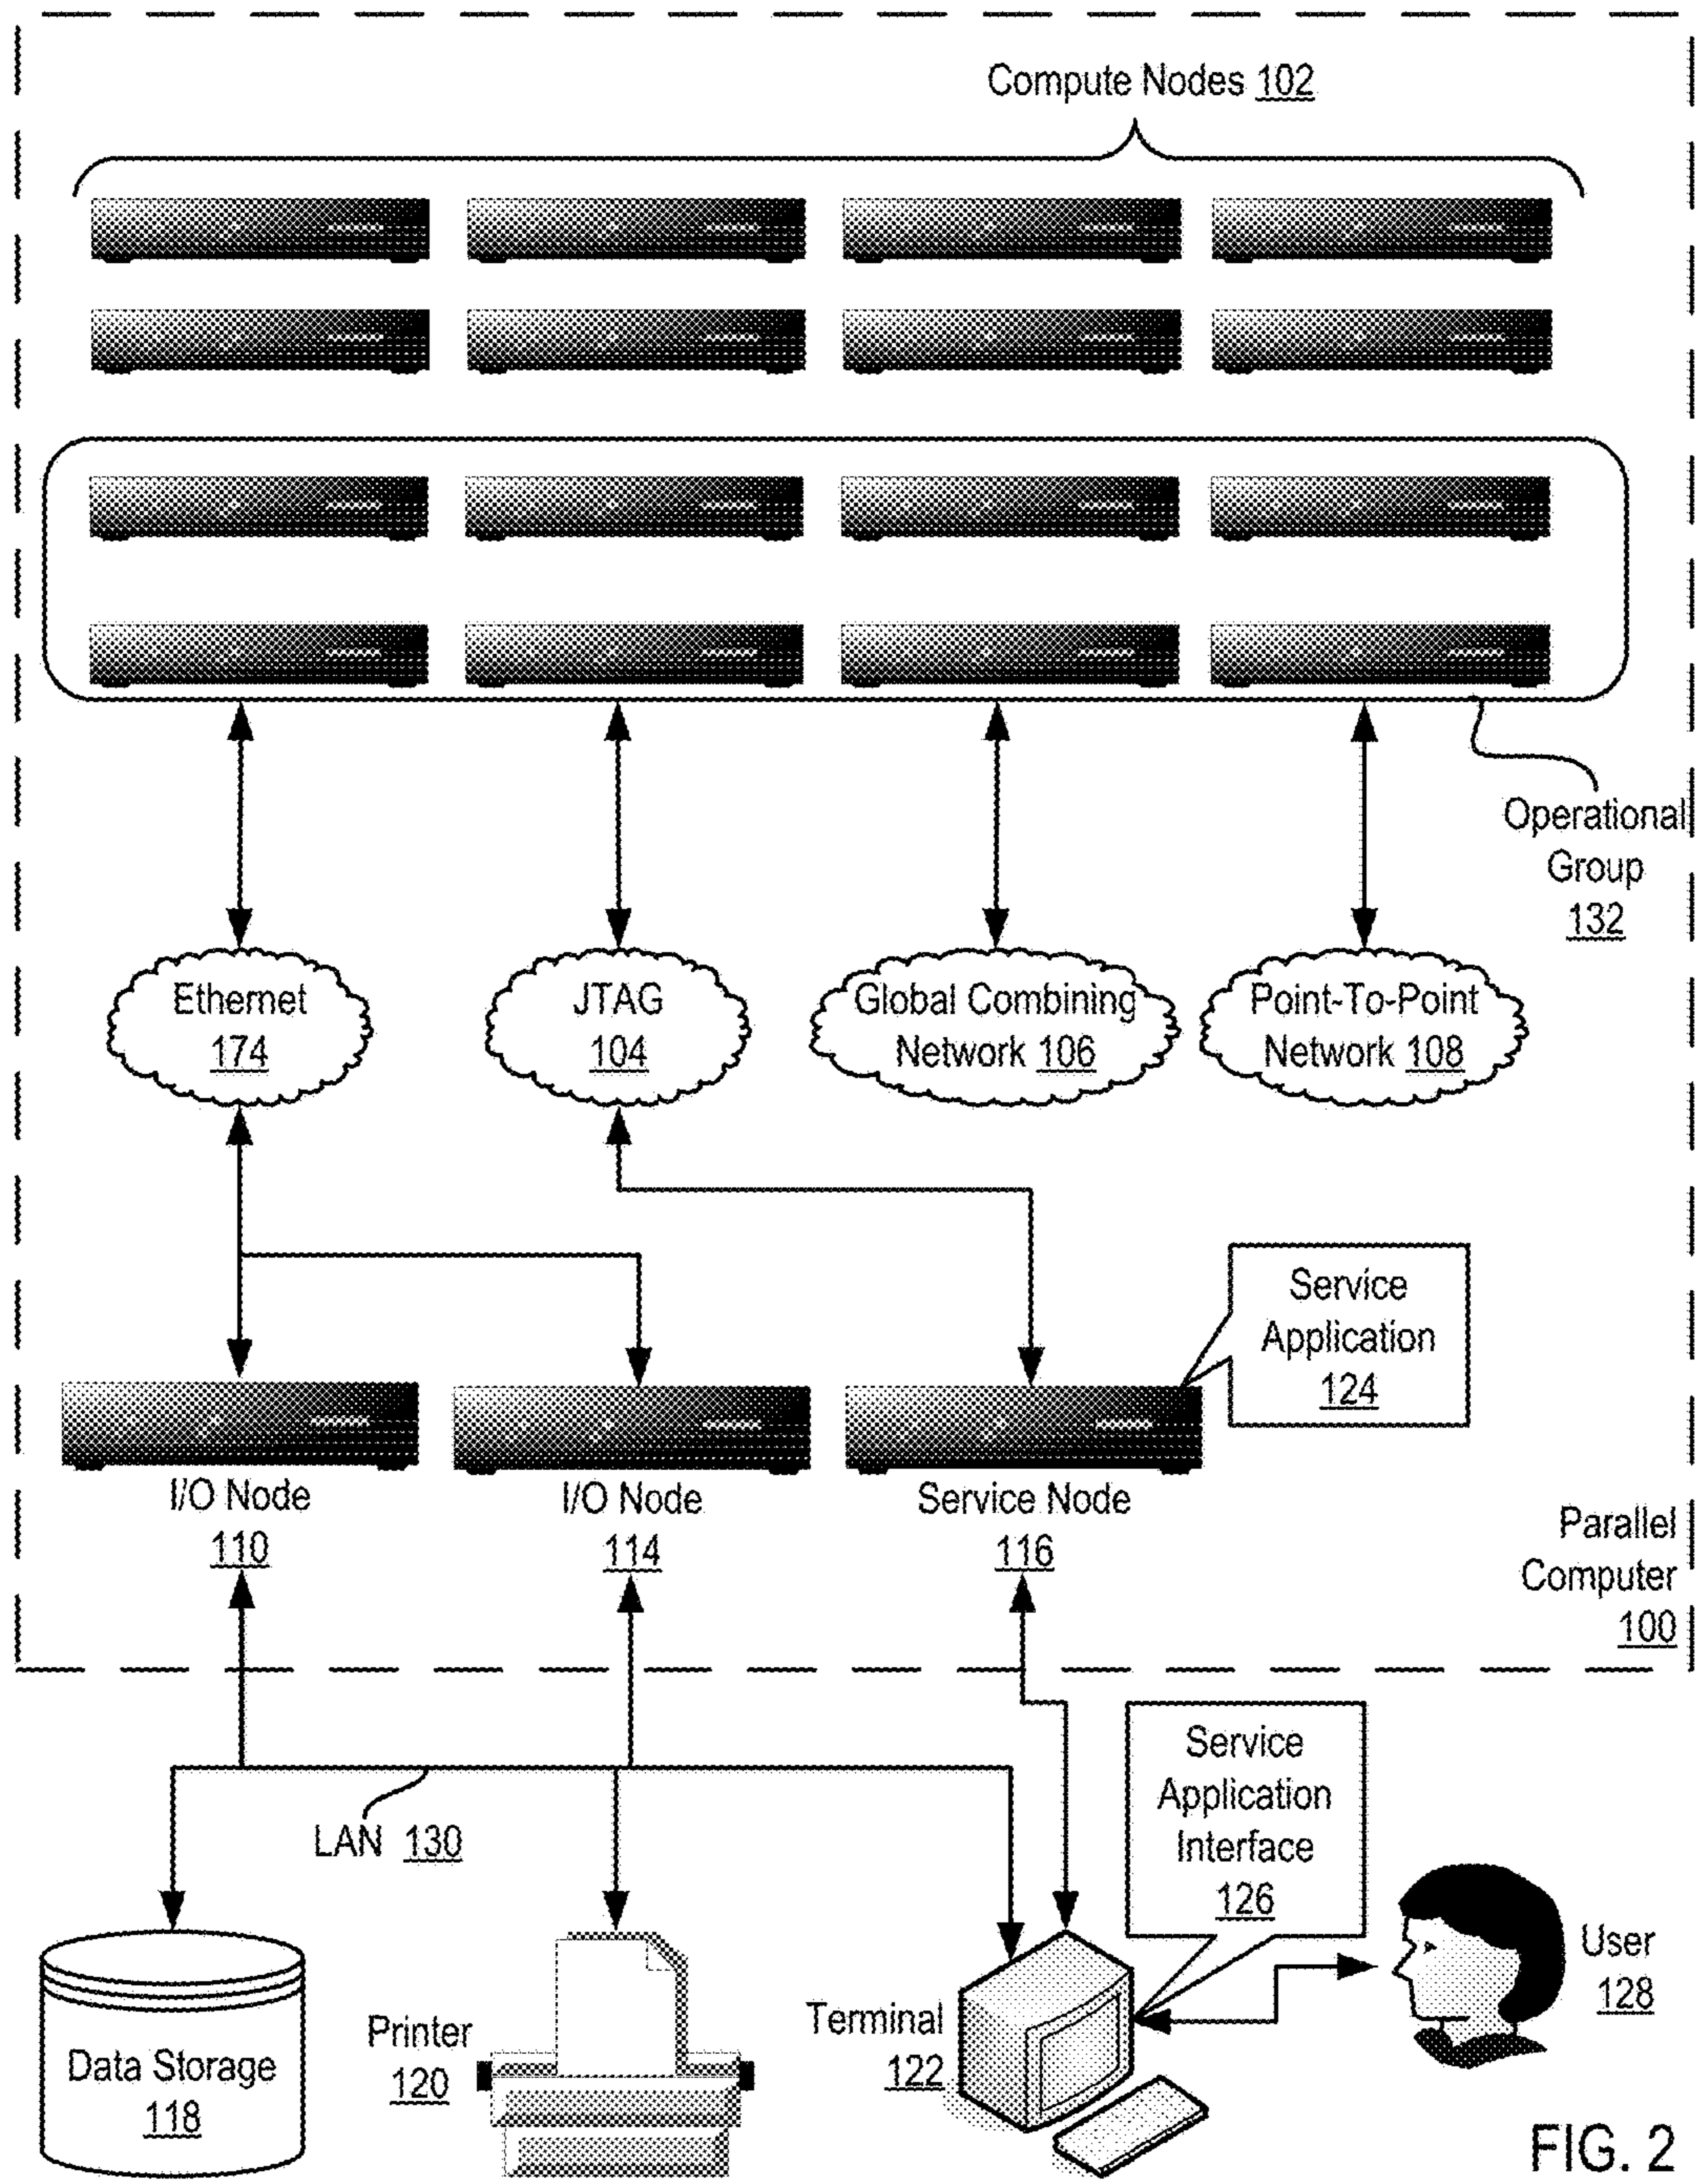 Compute Nodes 102
Operational
Group
132
Ethernet
174
JTAG
104
Global Combining
Network 106
Point-To-Point
Network 108
Service
Application
124
I/O Node
110
I/O Node
114
Service Node
116
Parallel
Computer
100
LAN 130
Service
Application
Interface
126
Data Storage
118
Printer
120
Terminal
122
User
128
FIG. 2